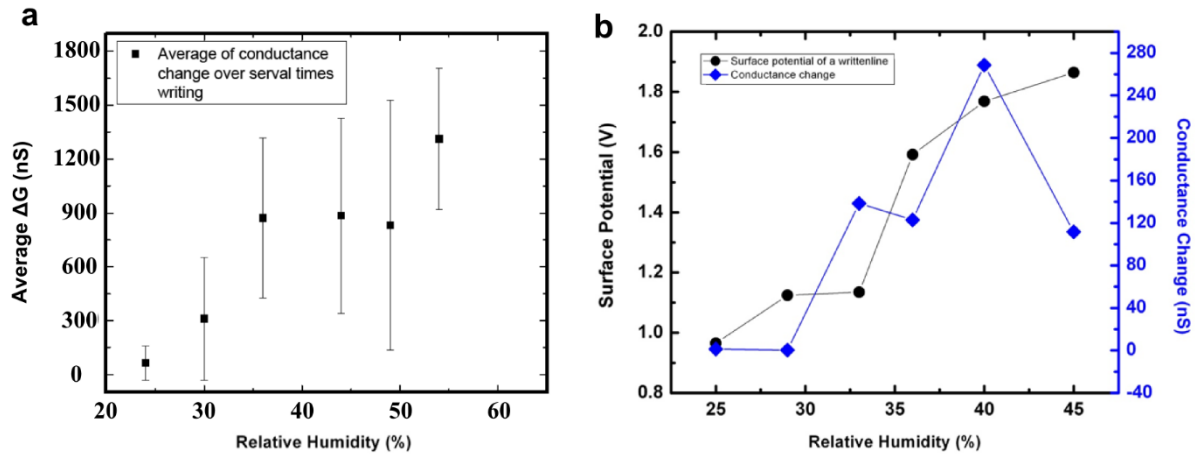 a
Average of conductance
change over serval times
writing
1800
1500
1200
900
600
300
0
Average ΔG (nS)
20 30 40 50 60
Relative Humidity (%)
b
Surface potential of a writtenline
Conductance change
2.0
1.8
1.6
1.4
1.2
1.0
0.8
Surface Potential (V)
280
240
200
160
120
80
40
0
-40
Conductance Change (nS)
25 30 35 40 45
Relative Humidity (%)